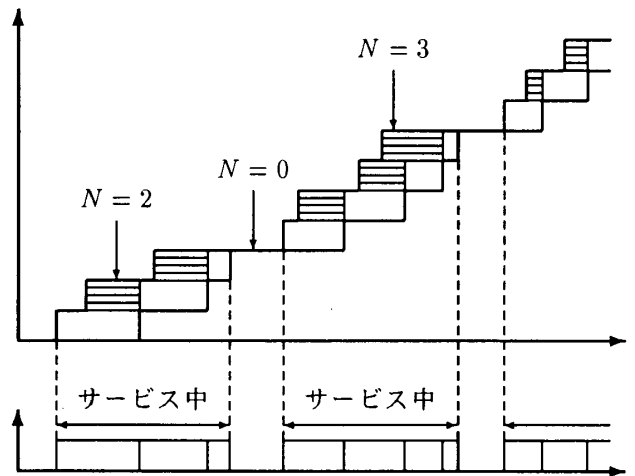 N = 3
N = 0
N = 2
サービス中
サービス中